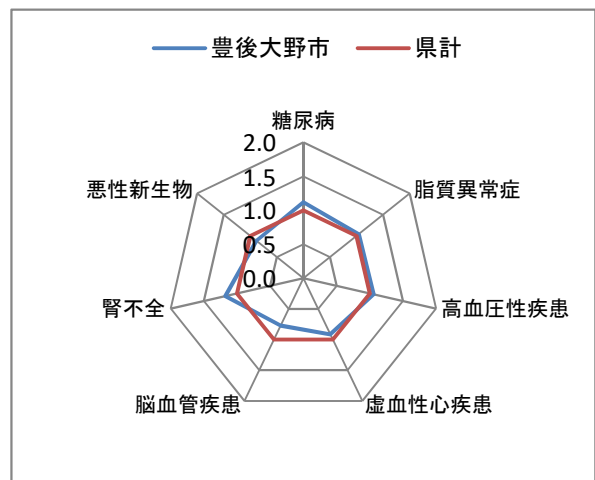 豊後大野市 県計
糖尿病
2.0
1.5
1.0
0.5
0.0
脂質異常症
高血圧性疾患
虚血性心疾患
脳血管疾患
腎不全
悪性新生物